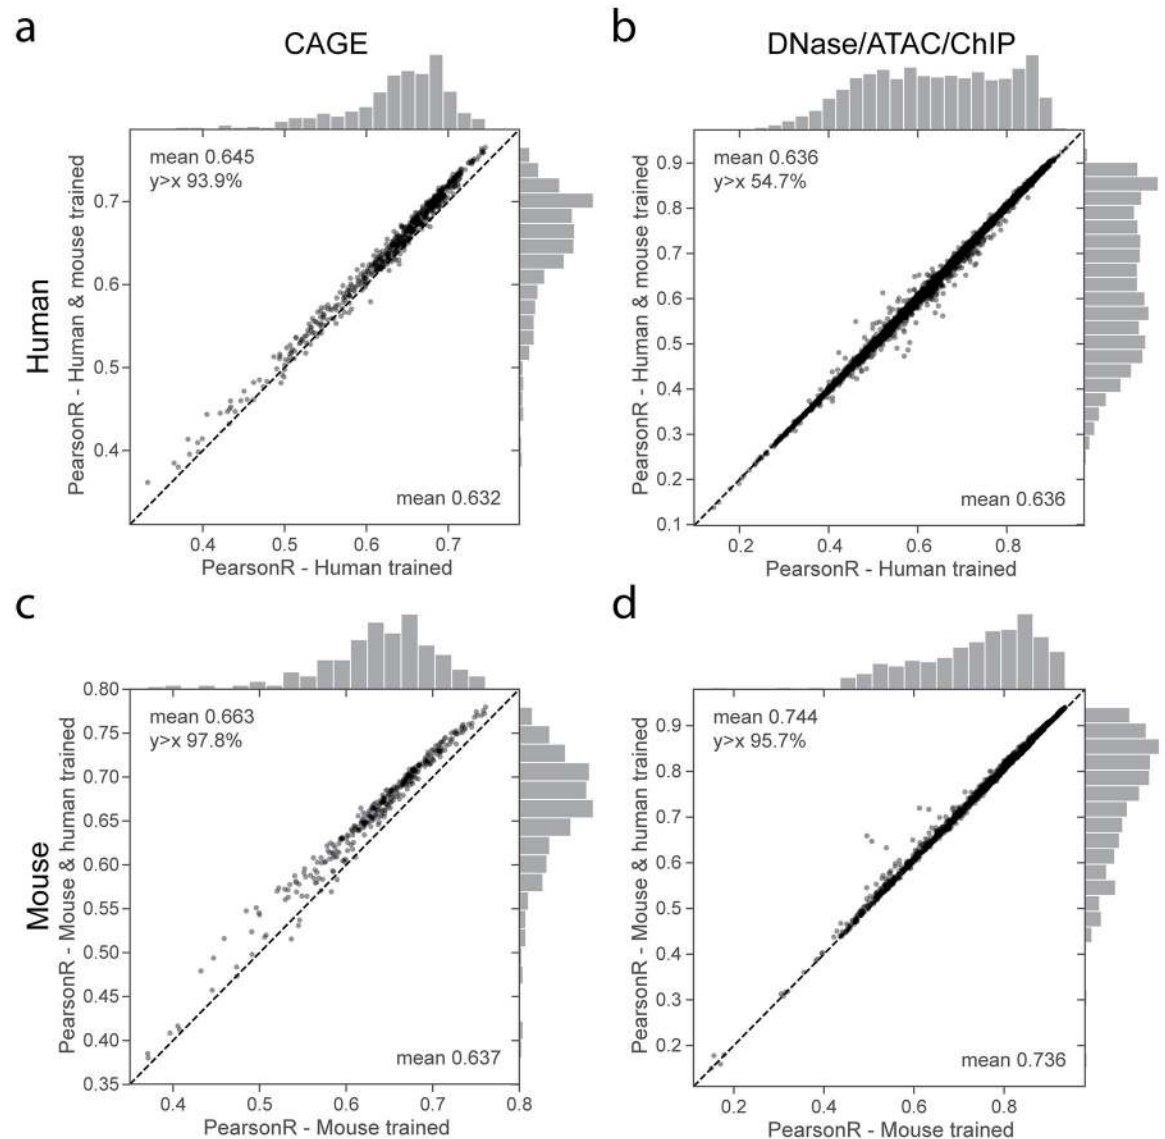 a
CAGE
b
DNase/ATAC/ChIP
Human
PearsonR - Human & mouse trained
mean 0.645
y>x 93.9%
0.7
0.6
0.5
0.4
mean 0.632
0.4 0.5 0.6 0.7
PearsonR - Human trained
PearsonR - Human & mouse trained
mean 0.636
y>x 54.7%
0.9
0.8
0.7
0.6
0.5
0.4
0.3
0.2
0.1
mean 0.636
0.2 0.4 0.6 0.8
PearsonR - Human trained
c
d
Mouse
PearsonR - Mouse & human trained
mean 0.663
y>x 97.8%
0.80
0.75
0.70
0.65
0.60
0.55
0.50
0.45
0.40
0.35
mean 0.637
0.4 0.5 0.6 0.7 0.8
PearsonR - Mouse trained
PearsonR - Mouse & human trained
mean 0.744
y>x 95.7%
0.9
0.8
0.7
0.6
0.5
0.4
0.3
0.2
mean 0.736
0.2 0.4 0.6 0.8
PearsonR - Mouse trained